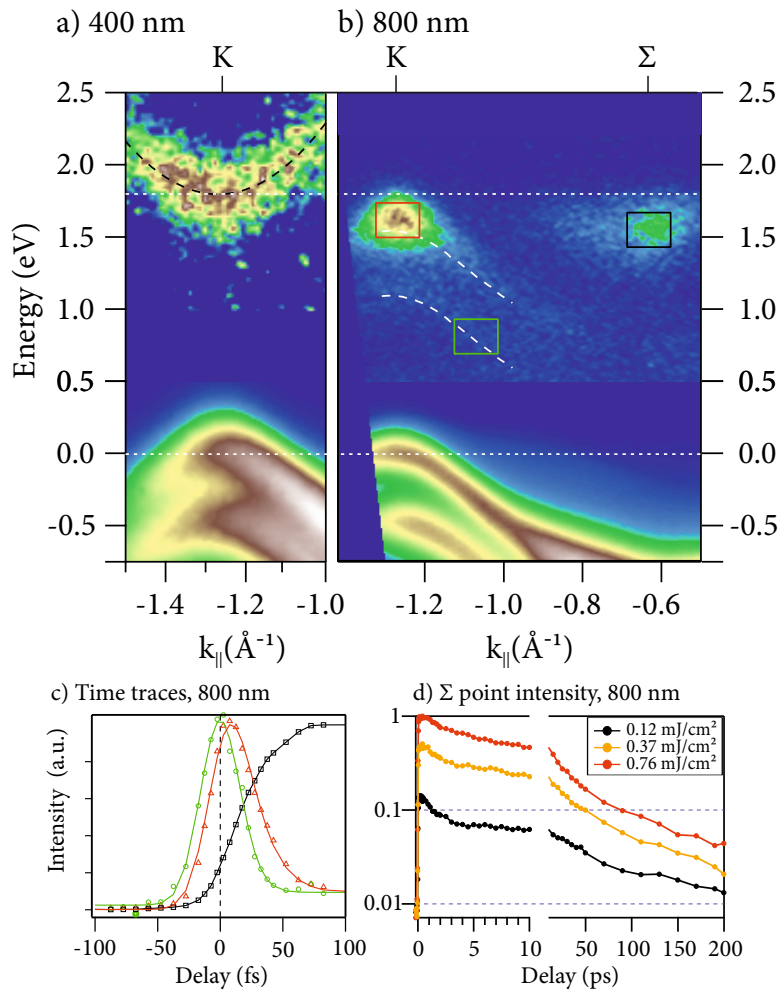 a) 400 nm
b) 800 nm
K
K
Σ
2.5
2.0
1.5
1.0
0.5
0.0
-0.5
Energy (eV)
2.5
2.0
1.5
1.0
0.5
0.0
-0.5
-1.4
-1.2
-1.0
-1.2
-1.0
-0.8
-0.6
k||(Å⁻¹)
k||(Å⁻¹)
c) Time traces, 800 nm
Intensity (a.u.)
-100
-50
0
50
100
Delay (fs)
d) Σ point intensity, 800 nm
1
0.1
0.01
0.12 mJ/cm²
0.37 mJ/cm²
0.76 mJ/cm²
0
5
10
10
50
100
150
200
Delay (ps)